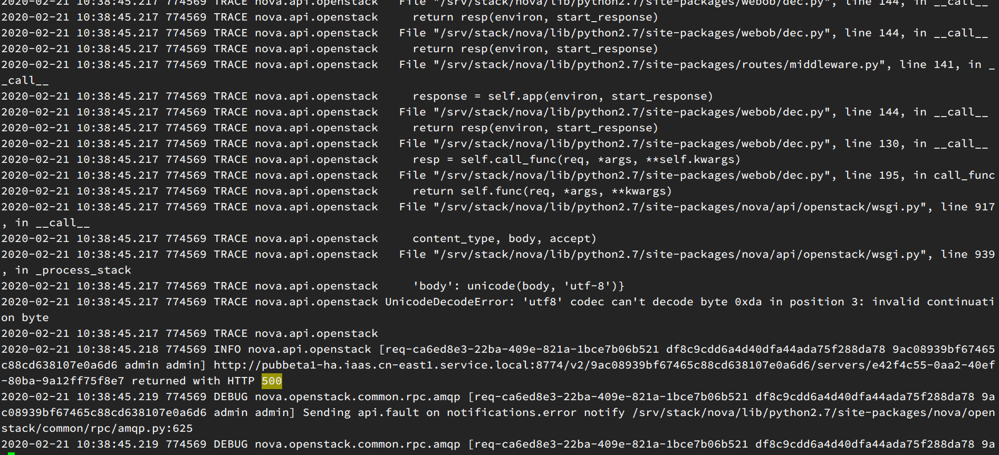 2020-02-21 10:38:45.217 774569 TRACE nova.api.openstack   File "/srv/stack/nova/lib/python2.7/site-packages/webob/dec.py", line 144, in __call__
2020-02-21 10:38:45.217 774569 TRACE nova.api.openstack     return resp(environ, start_response)
2020-02-21 10:38:45.217 774569 TRACE nova.api.openstack   File "/srv/stack/nova/lib/python2.7/site-packages/webob/dec.py", line 144, in __call__
2020-02-21 10:38:45.217 774569 TRACE nova.api.openstack     return resp(environ, start_response)
2020-02-21 10:38:45.217 774569 TRACE nova.api.openstack   File "/srv/stack/nova/lib/python2.7/site-packages/routes/middleware.py", line 141, in _
_call__
2020-02-21 10:38:45.217 774569 TRACE nova.api.openstack     response = self.app(environ, start_response)
2020-02-21 10:38:45.217 774569 TRACE nova.api.openstack   File "/srv/stack/nova/lib/python2.7/site-packages/webob/dec.py", line 144, in __call__
2020-02-21 10:38:45.217 774569 TRACE nova.api.openstack     return resp(environ, start_response)
2020-02-21 10:38:45.217 774569 TRACE nova.api.openstack   File "/srv/stack/nova/lib/python2.7/site-packages/webob/dec.py", line 130, in __call__
2020-02-21 10:38:45.217 774569 TRACE nova.api.openstack     resp = self.call_func(req, *args, **self.kwargs)
2020-02-21 10:38:45.217 774569 TRACE nova.api.openstack   File "/srv/stack/nova/lib/python2.7/site-packages/webob/dec.py", line 195, in call_func
2020-02-21 10:38:45.217 774569 TRACE nova.api.openstack     return self.func(req, *args, **kwargs)
2020-02-21 10:38:45.217 774569 TRACE nova.api.openstack   File "/srv/stack/nova/lib/python2.7/site-packages/nova/api/openstack/wsgi.py", line 917
, in __call__
2020-02-21 10:38:45.217 774569 TRACE nova.api.openstack     content_type, body, accept)
2020-02-21 10:38:45.217 774569 TRACE nova.api.openstack   File "/srv/stack/nova/lib/python2.7/site-packages/nova/api/openstack/wsgi.py", line 939
, in _process_stack
2020-02-21 10:38:45.217 774569 TRACE nova.api.openstack     'body': unicode(body, 'utf-8')}
2020-02-21 10:38:45.217 774569 TRACE nova.api.openstack UnicodeDecodeError: 'utf8' codec can't decode byte 0xda in position 3: invalid continuati
on byte
2020-02-21 10:38:45.217 774569 TRACE nova.api.openstack
2020-02-21 10:38:45.218 774569 INFO nova.api.openstack [req-ca6ed8e3-22ba-409e-821a-1bce7b06b521 df8c9cdd6a4d40dfa44ada75f288da78 9ac08939bf67465
c88cd638107e0a6d6 admin admin] http://pubbeta1-ha.iaas.cn-east1.service.local:8774/v2/9ac08939bf67465c88cd638107e0a6d6/servers/e42f4c55-0aa2-40ef
-80ba-9a12ff75f8e7 returned with HTTP 500
2020-02-21 10:38:45.219 774569 DEBUG nova.openstack.common.rpc.amqp [req-ca6ed8e3-22ba-409e-821a-1bce7b06b521 df8c9cdd6a4d40dfa44ada75f288da78 9a
c08939bf67465c88cd638107e0a6d6 admin admin] Sending api.fault on notifications.error notify /srv/stack/nova/lib/python2.7/site-packages/nova/open
stack/common/rpc/amqp.py:625
2020-02-21 10:38:45.219 774569 DEBUG nova.openstack.common.rpc.amqp [req-ca6ed8e3-22ba-409e-821a-1bce7b06b521 df8c9cdd6a4d40dfa44ada75f288da78 9a